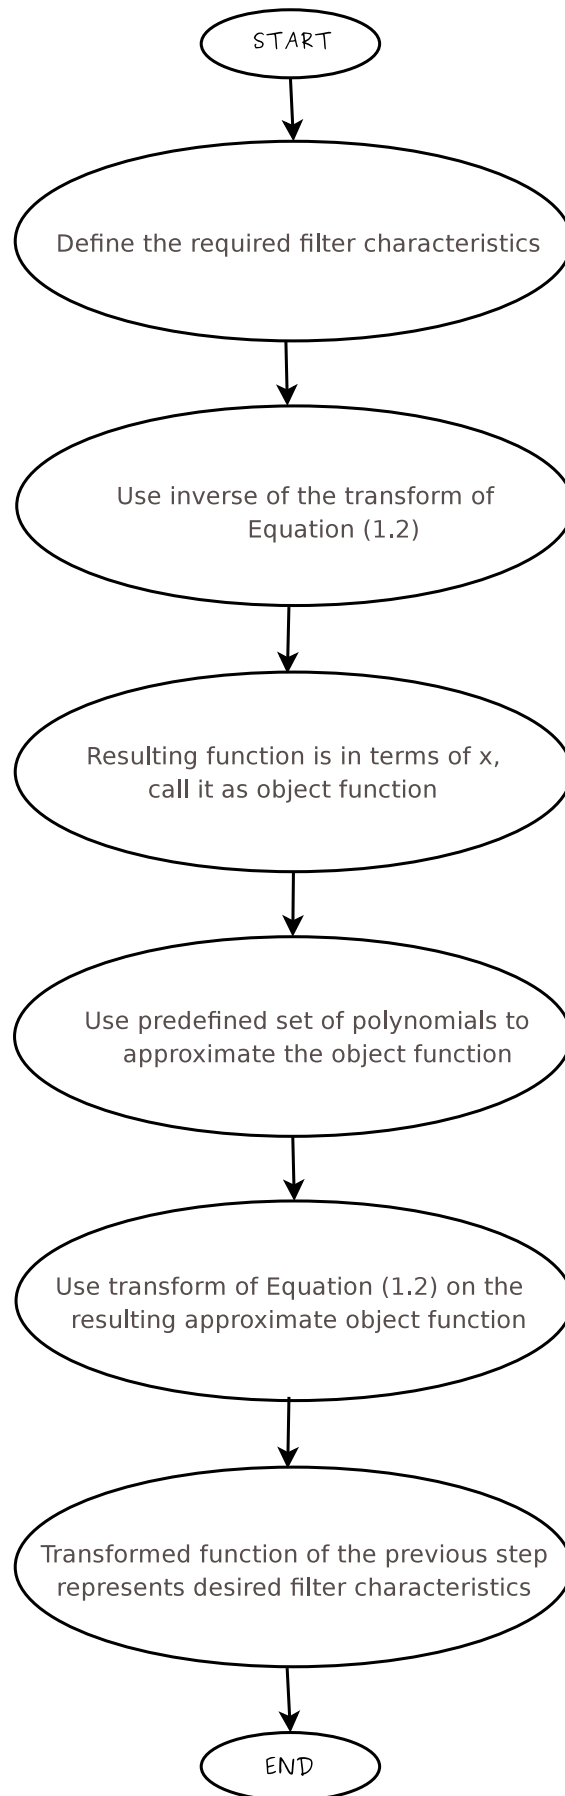 START
Define the required filter characteristics
Use inverse of the transform of
Equation (1.2)
Resulting function is in terms of x,
call it as object function
Use predefined set of polynomials to
approximate the object function
Use transform of Equation (1.2) on the
resulting approximate object function
Transformed function of the previous step
represents desired filter characteristics
END